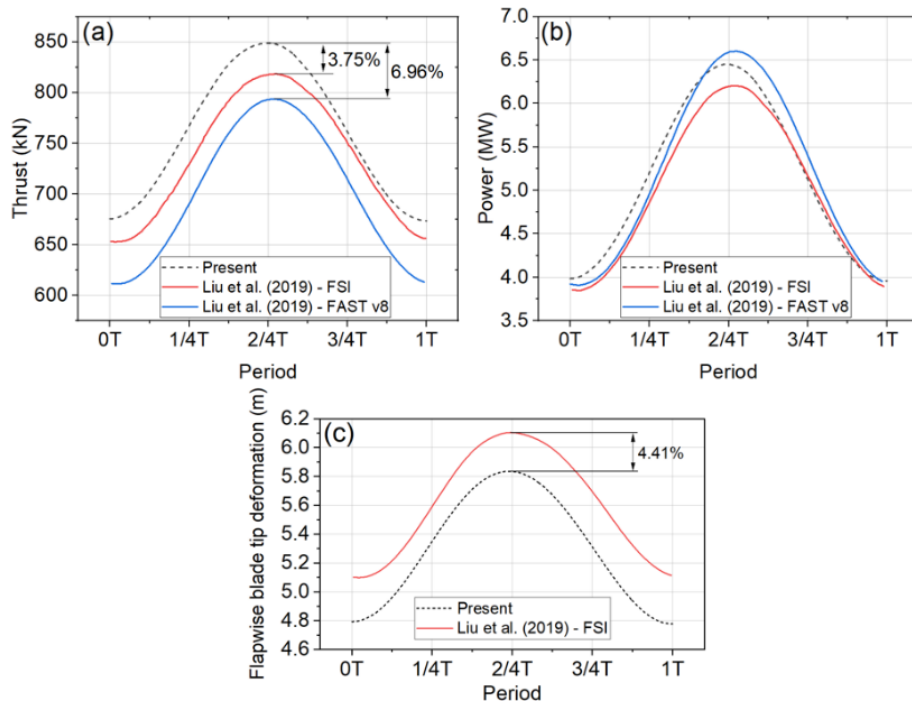 (a)
850
800
750
700
650
600
Thrust (kN)
3.75%
6.96%
Present
Liu et al. (2019) - FSI
Liu et al. (2019) - FAST v8
0T
1/4T
2/4T
3/4T
1T
Period
(b)
7.0
6.5
6.0
5.5
5.0
4.5
4.0
3.5
Power (MW)
Present
Liu et al. (2019) - FSI
Liu et al. (2019) - FAST v8
0T
1/4T
2/4T
3/4T
1T
Period
(c)
6.2
6.0
5.8
5.6
5.4
5.2
5.0
4.8
4.6
Flapwise blade tip deformation (m)
4.41%
Present
Liu et al. (2019) - FSI
0T
1/4T
2/4T
3/4T
1T
Period